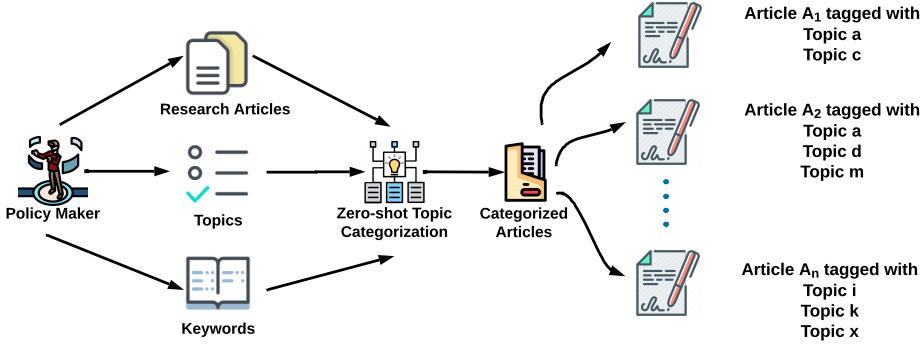 Policy Maker
Research Articles
Topics
Keywords
Zero-shot Topic
Categorization
Categorized
Articles
Article A1 tagged with
Topic a
Topic c
Article A2 tagged with
Topic a
Topic d
Topic m
Article An tagged with
Topic i
Topic k
Topic x